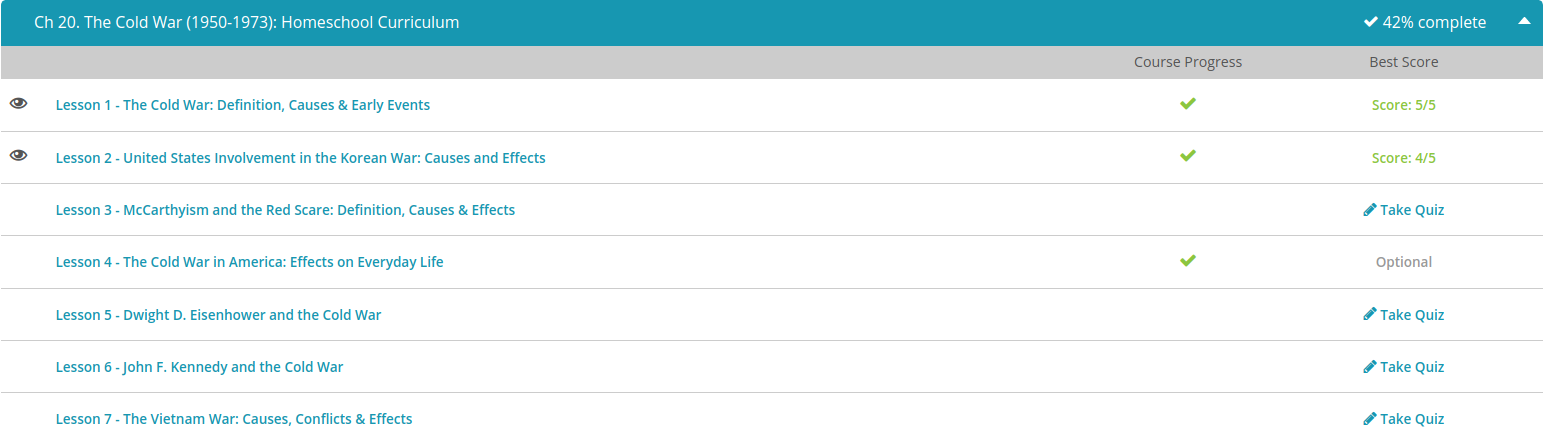 Ch 20. The Cold War (1950-1973): Homeschool Curriculum 42% complete
Course Progress Best Score
Lesson 1 - The Cold War: Definition, Causes & Early Events Score: 5/5
Lesson 2 - United States Involvement in the Korean War: Causes and Effects Score: 4/5
Lesson 3 - McCarthyism and the Red Scare: Definition, Causes & Effects Take Quiz
Lesson 4 - The Cold War in America: Effects on Everyday Life Optional
Lesson 5 - Dwight D. Eisenhower and the Cold War Take Quiz
Lesson 6 - John F. Kennedy and the Cold War Take Quiz
Lesson 7 - The Vietnam War: Causes, Conflicts & Effects Take Quiz